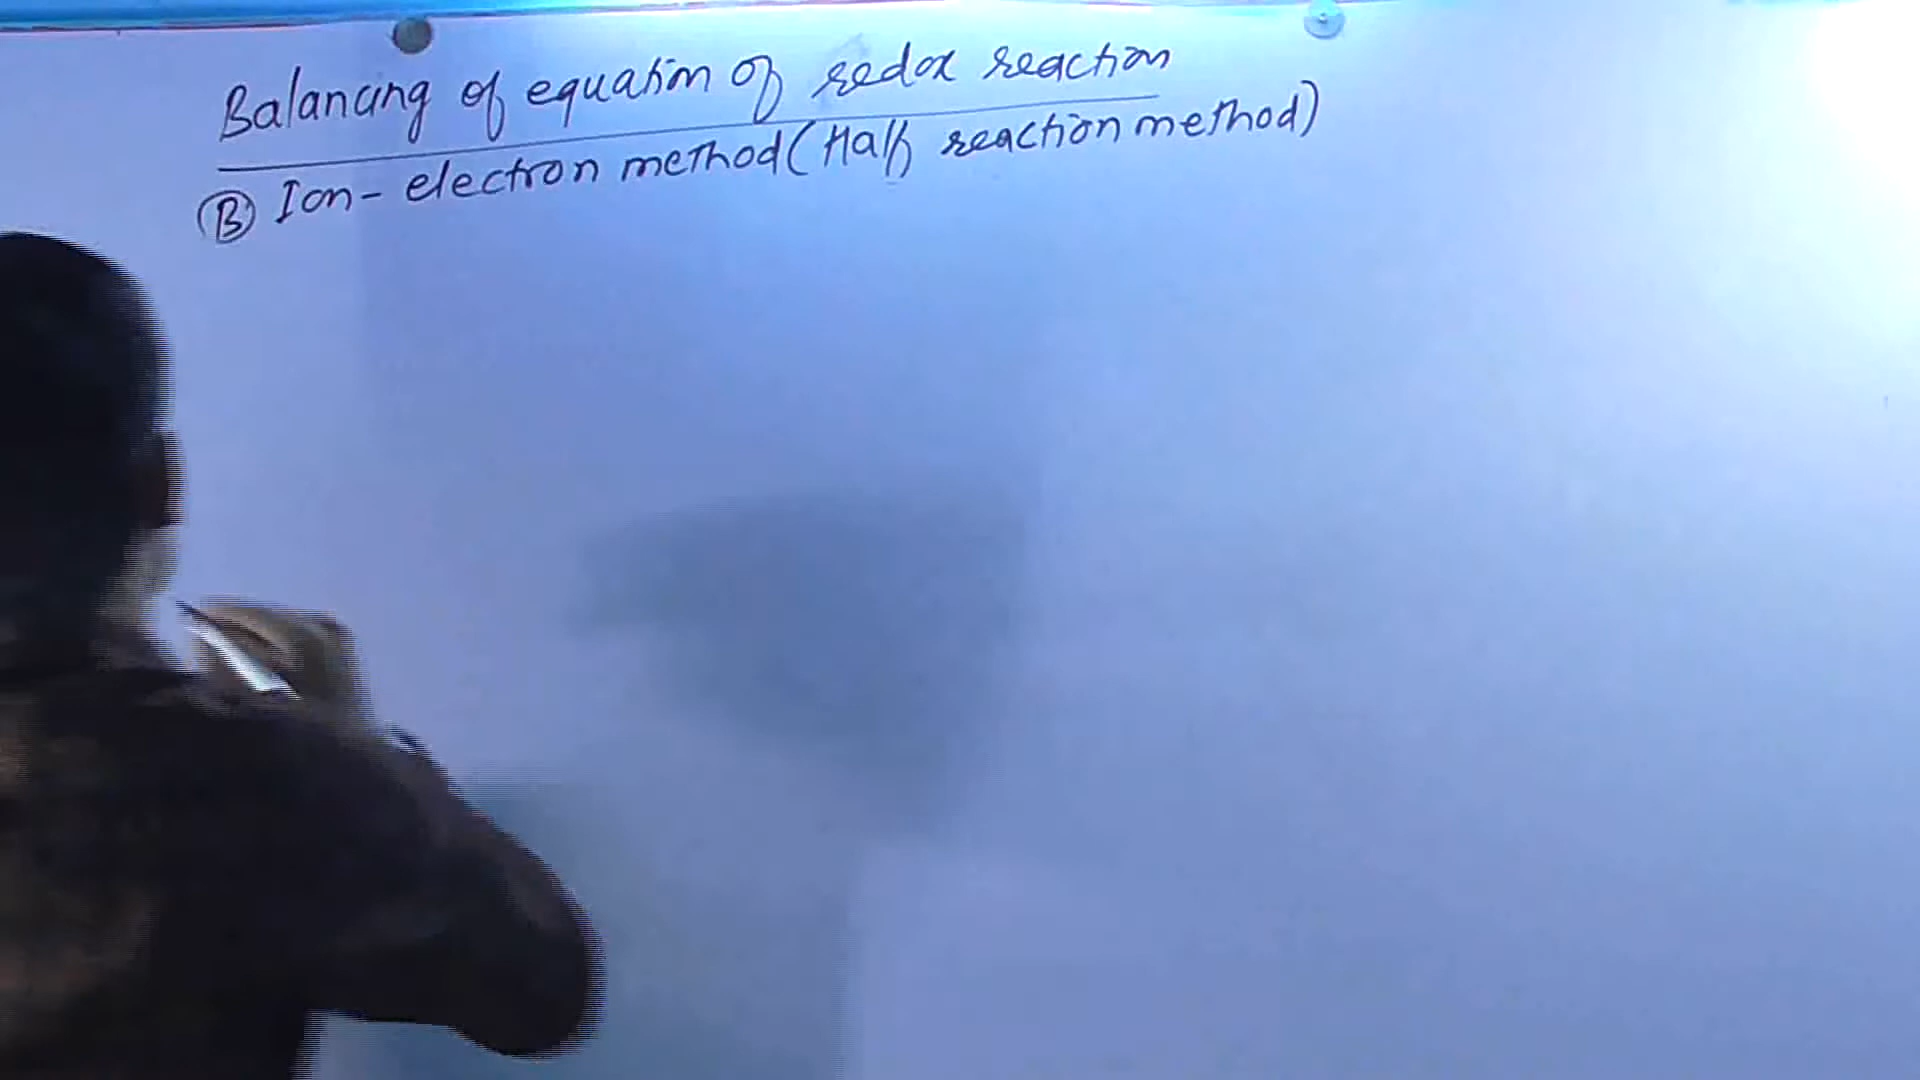 Balancing of equation of redox reaction
B Ion-electron method (Half reaction method)